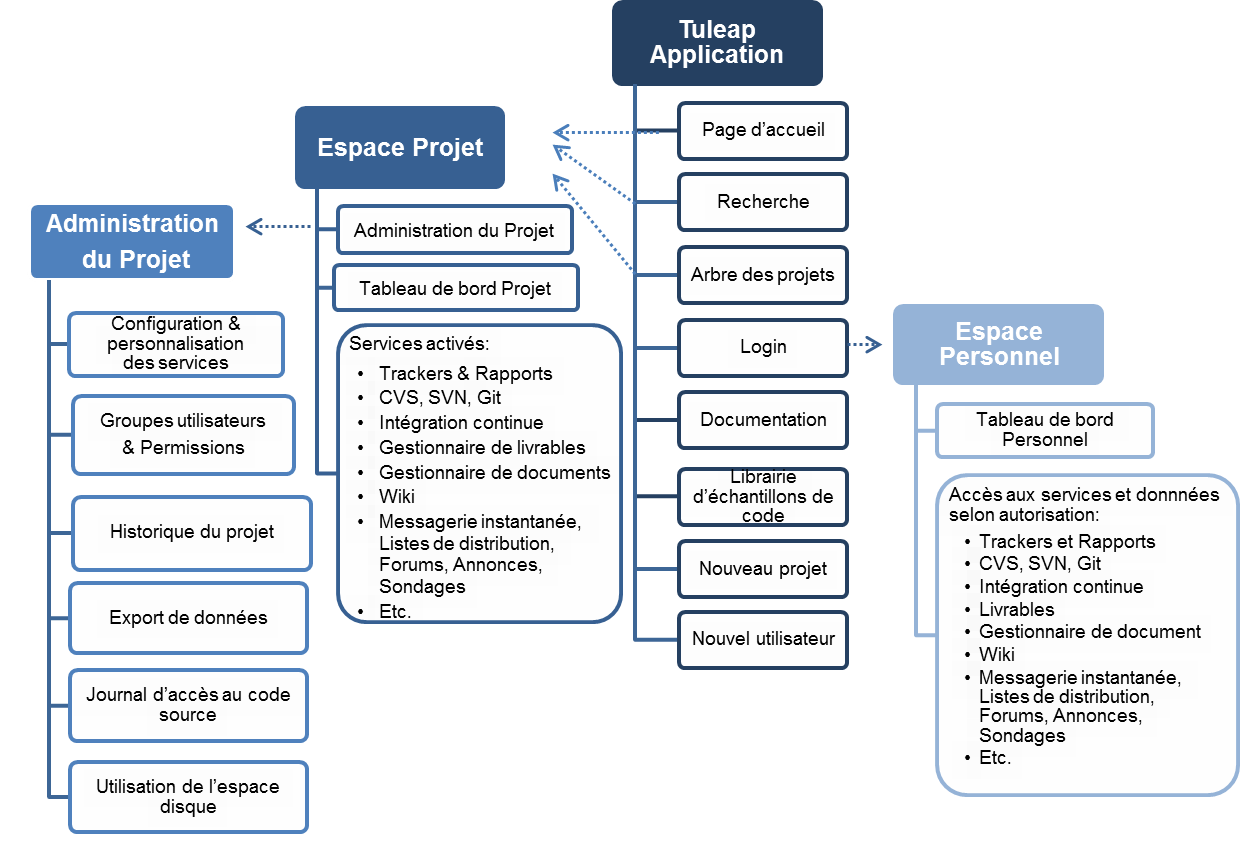 Tuleap
Application
Page d’accueil
Recherche
Arbre des projets
Login
Documentation
Librairie
d’échantillons de
code
Nouveau projet
Nouvel utilisateur
Espace Projet
Administration du Projet
Tableau de bord Projet
Services activés:
• Trackers & Rapports
• CVS, SVN, Git
• Intégration continue
• Gestionnaire de livrables
• Gestionnaire de documents
• Wiki
• Messagerie instantanée,
Listes de distribution,
Forums, Annonces,
Sondages
• Etc.
Administration
du Projet
Configuration &
personnalisation
des services
Groupes utilisateurs
& Permissions
Historique du projet
Export de données
Journal d’accès au code
source
Utilisation de l’espace
disque
Espace
Personnel
Tableau de bord
Personnel
Accès aux services et donnnées
selon autorisation:
• Trackers et Rapports
• CVS, SVN, Git
• Intégration continue
• Livrables
• Gestionnaire de document
• Wiki
• Messagerie instantanée,
Listes de distribution,
Forums, Annonces,
Sondages
• Etc.